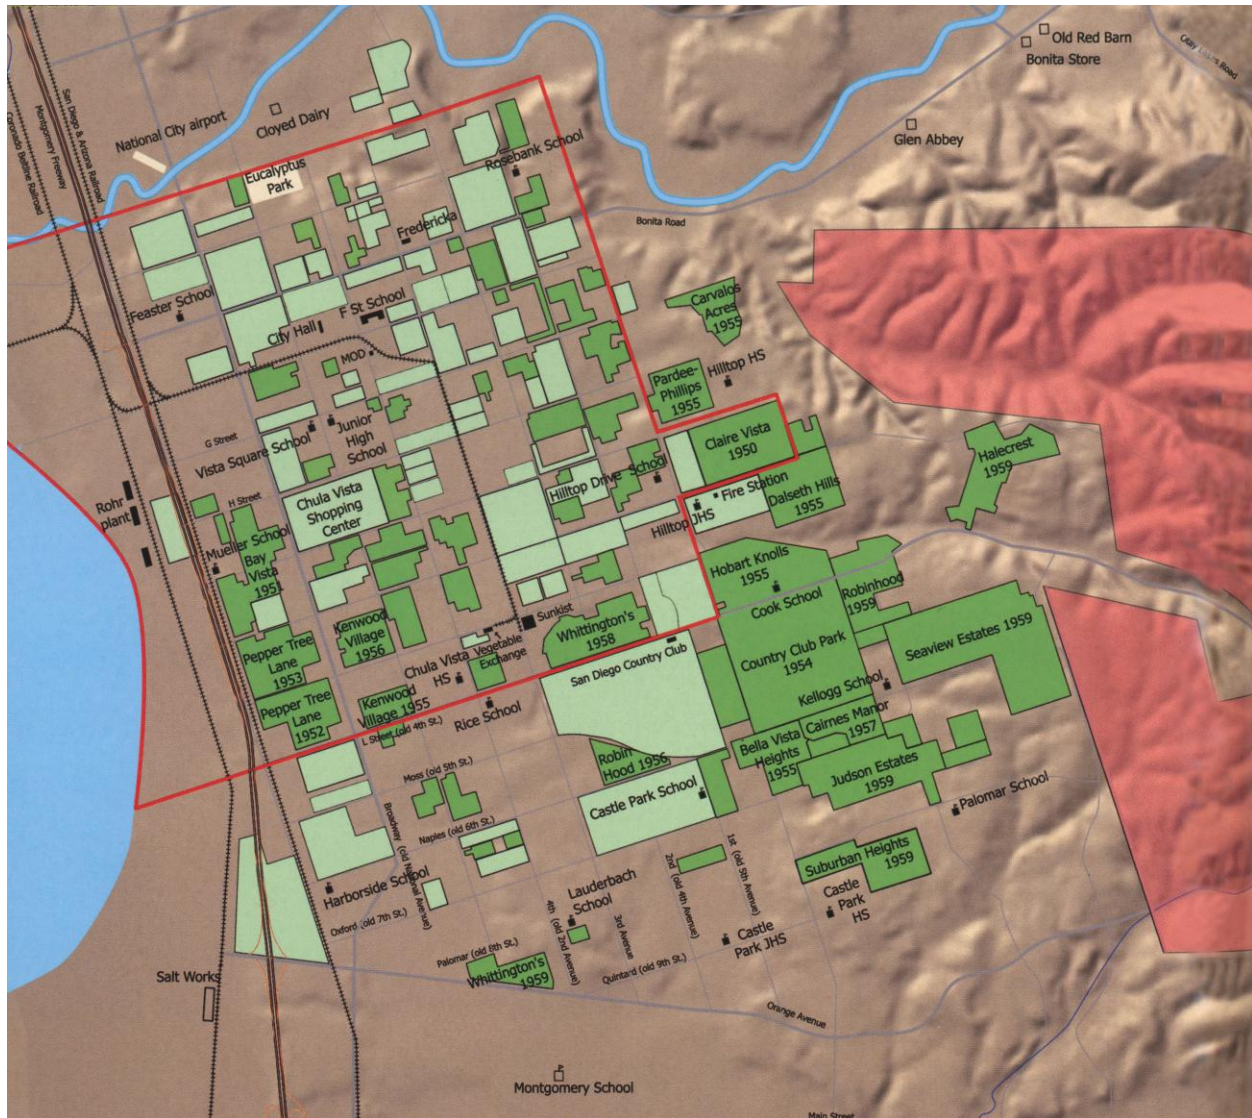 Old Red Barn
Bonita Store
Otay Lakes Road
San Diego & Arizona Railroad
Montgomery Freeway
Coronado Beltline Railroad
National City airport
Cloyed Dairy
Glen Abbey
Eucalyptus
Park
Rosebank School
Bonita Road
Fredericka
Feaster School
City Hall
F St School
Carvalos
Acres
1955
MOD
Pardee-
Phillips
1955
Hilltop HS
G Street
Vista Square School
Junior
High
School
Claire Vista
1950
Halecrest
1959
Hilltop Drive School
Fire Station
Rohr
plant
H Street
Chula Vista
Shopping
Center
Hilltop JHS
Dalseth Hills
1955
Mueller School
Bay
Vista
1951
Hobart Knolls
1955
Cook School
Robinhood
1959
Kenwood
Village
1956
Sunkist
Vegetable
Exchange
Whittington's
1958
Pepper Tree
Lane
1953
Chula Vista
HS
San Diego Country Club
Country Club Park
1954
Seaview Estates 1959
Kellogg School
Pepper Tree
Lane
1952
Kenwood
Village 1955
Rice School
L Street (old 4th St.)
Cairnes Manor
1957
Bella Vista
Heights
1955
Robin
Hood 1956
Moss (old 5th St.)
Judson Estates
1959
Castle Park School
Palomar School
Broadway (old National Avenue)
Naples (old 6th St.)
1st (old 5th Avenue)
2nd (old 4th Avenue)
Suburban Heights
1959
Harborside School
Lauderbach
School
Castle
Park
HS
Oxford (old 7th St.)
4th (old 2nd Avenue)
3rd Avenue
Castle
Park JHS
Palomar (old 8th St.)
Whittington's
1959
Quintard (old 9th St.)
Salt Works
Orange Avenue
Montgomery School
Main Street